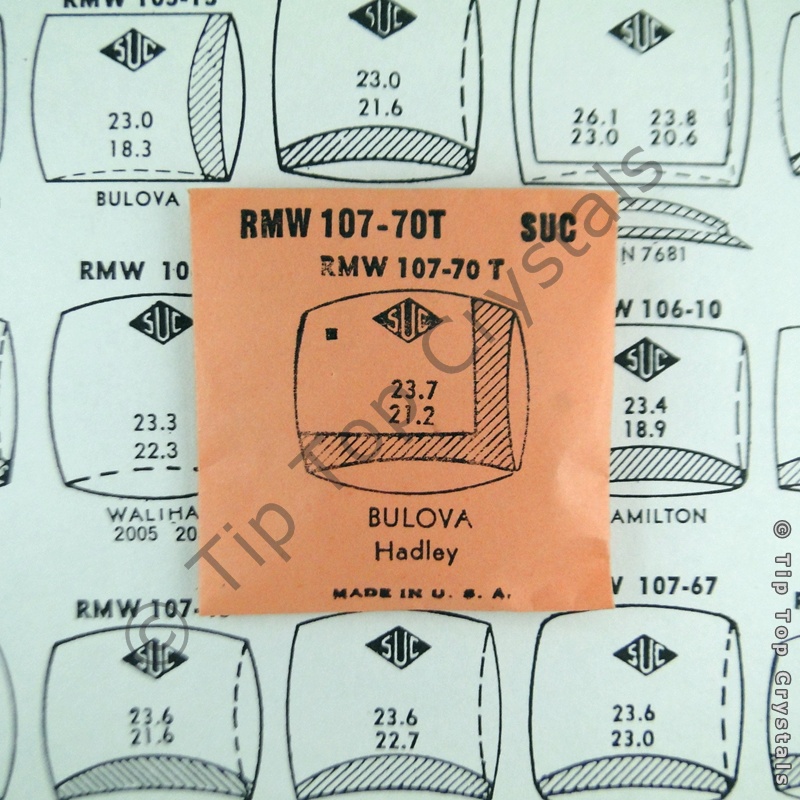 RMW 105-15
SUC
23.0
18.3
BULOVA
SUC
23.0
21.6
SUC
26.1 23.8
23.0 20.6
N 7681
RMW 10
SUC
23.3
22.3
2005 20
RMW 107-70T SUC
RMW 107-70 T
SUC
23.7
21.2
BULOVA
Hadley
MADE IN U. S. A.
W 106-10
SUC
23.4
18.9
AMILTON
RMW 107-
SUC
23.6
21.6
SUC
23.6
22.7
W 107-67
SUC
23.6
23.0
© Tip Top Crystals
© Tip Top Crystals